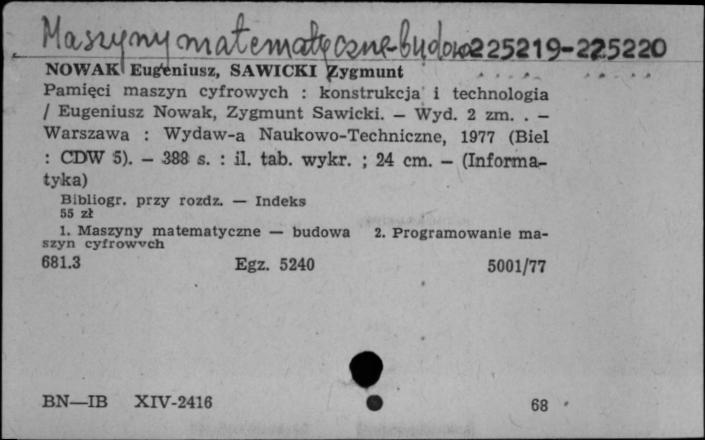 Maszyny matematyczne-budowa 225219-225220
NOWAK Eugeniusz, SAWICKI Zygmunt
Pamięci maszyn cyfrowych : konstrukcja i technologia
/ Eugeniusz Nowak, Zygmunt Sawicki. — Wyd. 2 zm. . —
Warszawa : Wydaw-a Naukowo-Techniczne, 1977 (Biel
: CDW 5). — 388 s. : il. tab. wykr. ; 24 cm. — (Informa-
tyka)
Bibliogr. przy rozdz. — Indeks
55 zł
1. Maszyny matematyczne — budowa 2. Programowanie ma-
szyn cyfrowych
681.3 Egz. 5240 5001/77
BN—IB XIV-2416 68